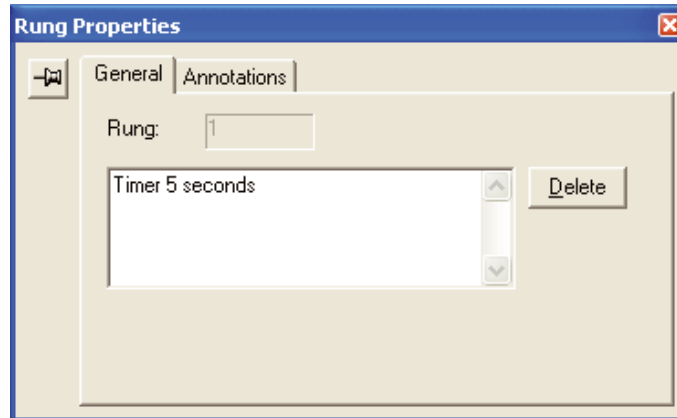 Rung Properties
General
Annotations
Rung:
1
Timer 5 seconds
Delete